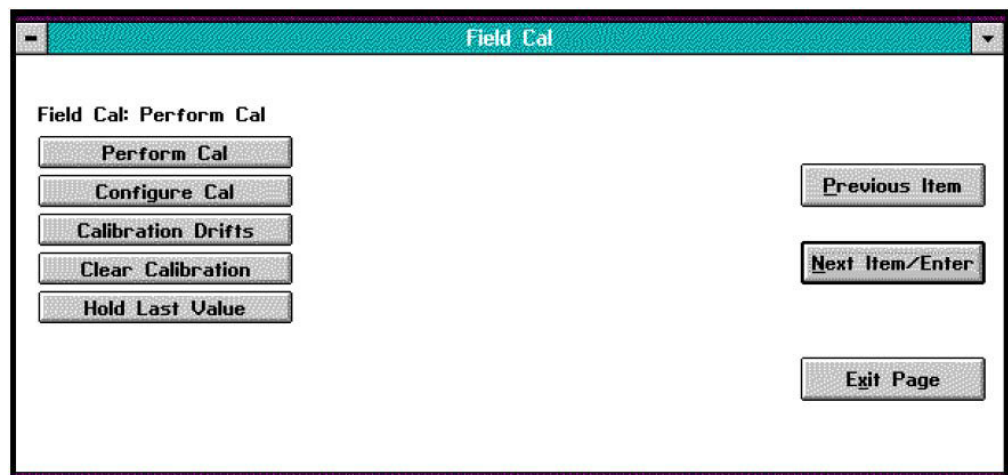 Field Cal
Field Cal: Perform Cal
Perform Cal
Configure Cal
Calibration Drifts
Clear Calibration
Hold Last Value
Previous Item
Next Item/Enter
Exit Page